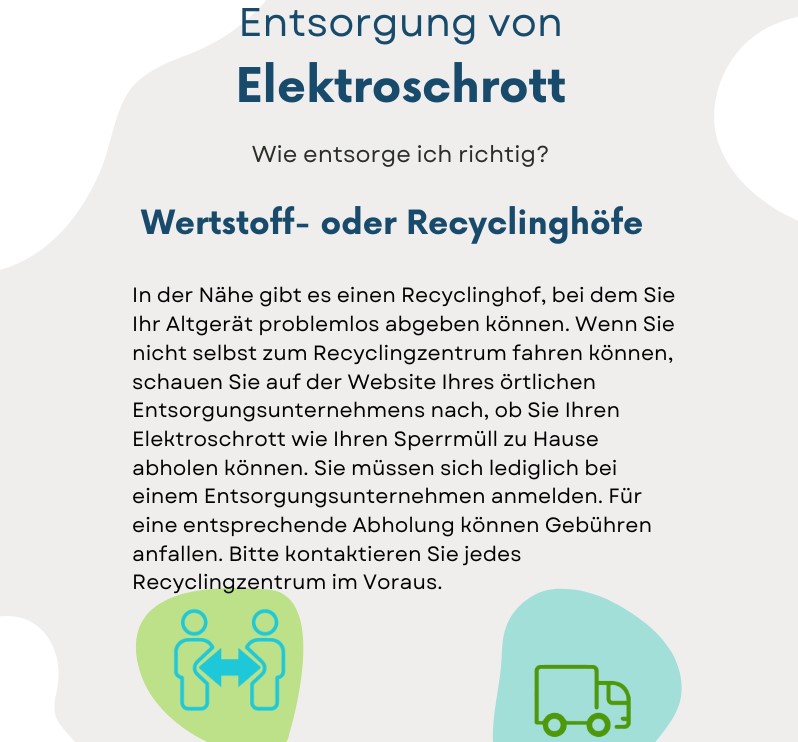 Entsorgung von
Elektroschrott
Wie entsorge ich richtig?
Wertstoff- oder Recyclinghöfe
In der Nähe gibt es einen Recyclinghof, bei dem Sie
Ihr Altgerät problemlos abgeben können. Wenn Sie
nicht selbst zum Recyclingzentrum fahren können,
schauen Sie auf der Website Ihres örtlichen
Entsorgungsunternehmens nach, ob Sie Ihren
Elektroschrott wie Ihren Sperrmüll zu Hause
abholen können. Sie müssen sich lediglich bei
einem Entsorgungsunternehmen anmelden. Für
eine entsprechende Abholung können Gebühren
anfallen. Bitte kontaktieren Sie jedes
Recyclingzentrum im Voraus.